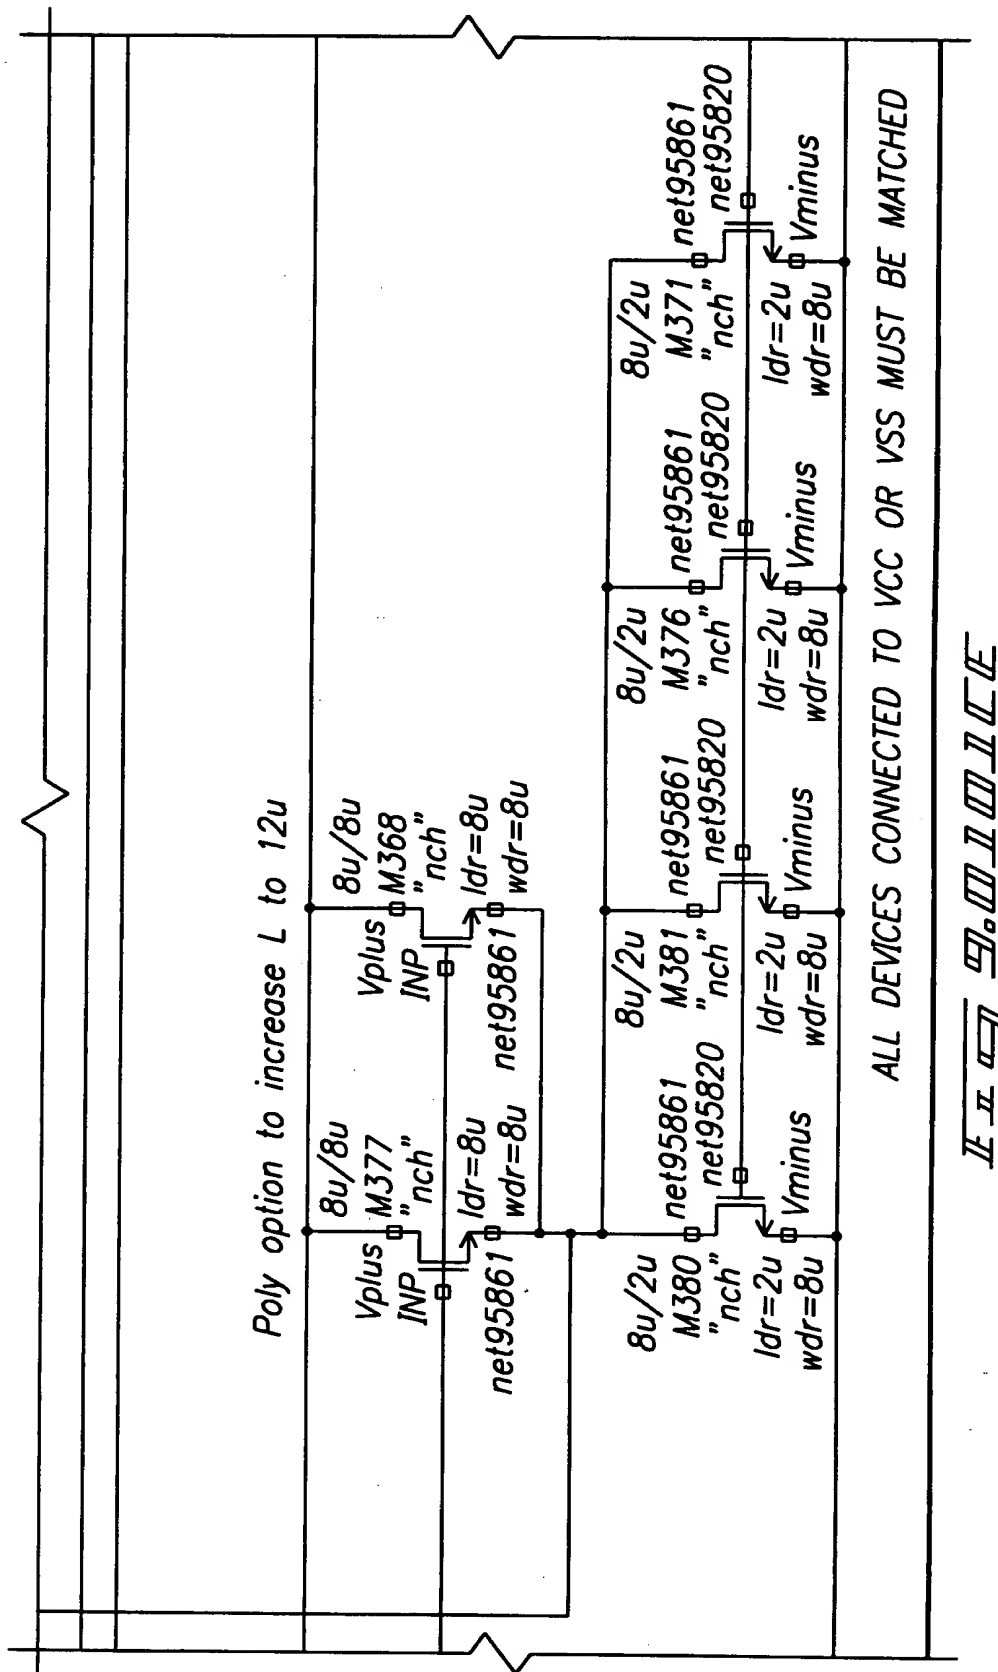 Poly option to increase L to 12u
8u/8u
M377
"nch"
Vplus
INP
ldr=8u
wdr=8u
net95861
8u/8u
M368
"nch"
Vplus
INP
ldr=8u
wdr=8u
net95861
8u/2u
M380
"nch"
net95861
net95820
ldr=2u
wdr=8u
Vminus
8u/2u
M381
"nch"
net95861
net95820
ldr=2u
wdr=8u
Vminus
8u/2u
M376
"nch"
net95861
net95820
ldr=2u
wdr=8u
Vminus
8u/2u
M371
"nch"
net95861
net95820
ldr=2u
wdr=8u
Vminus
ALL DEVICES CONNECTED TO VCC OR VSS MUST BE MATCHED
FIG